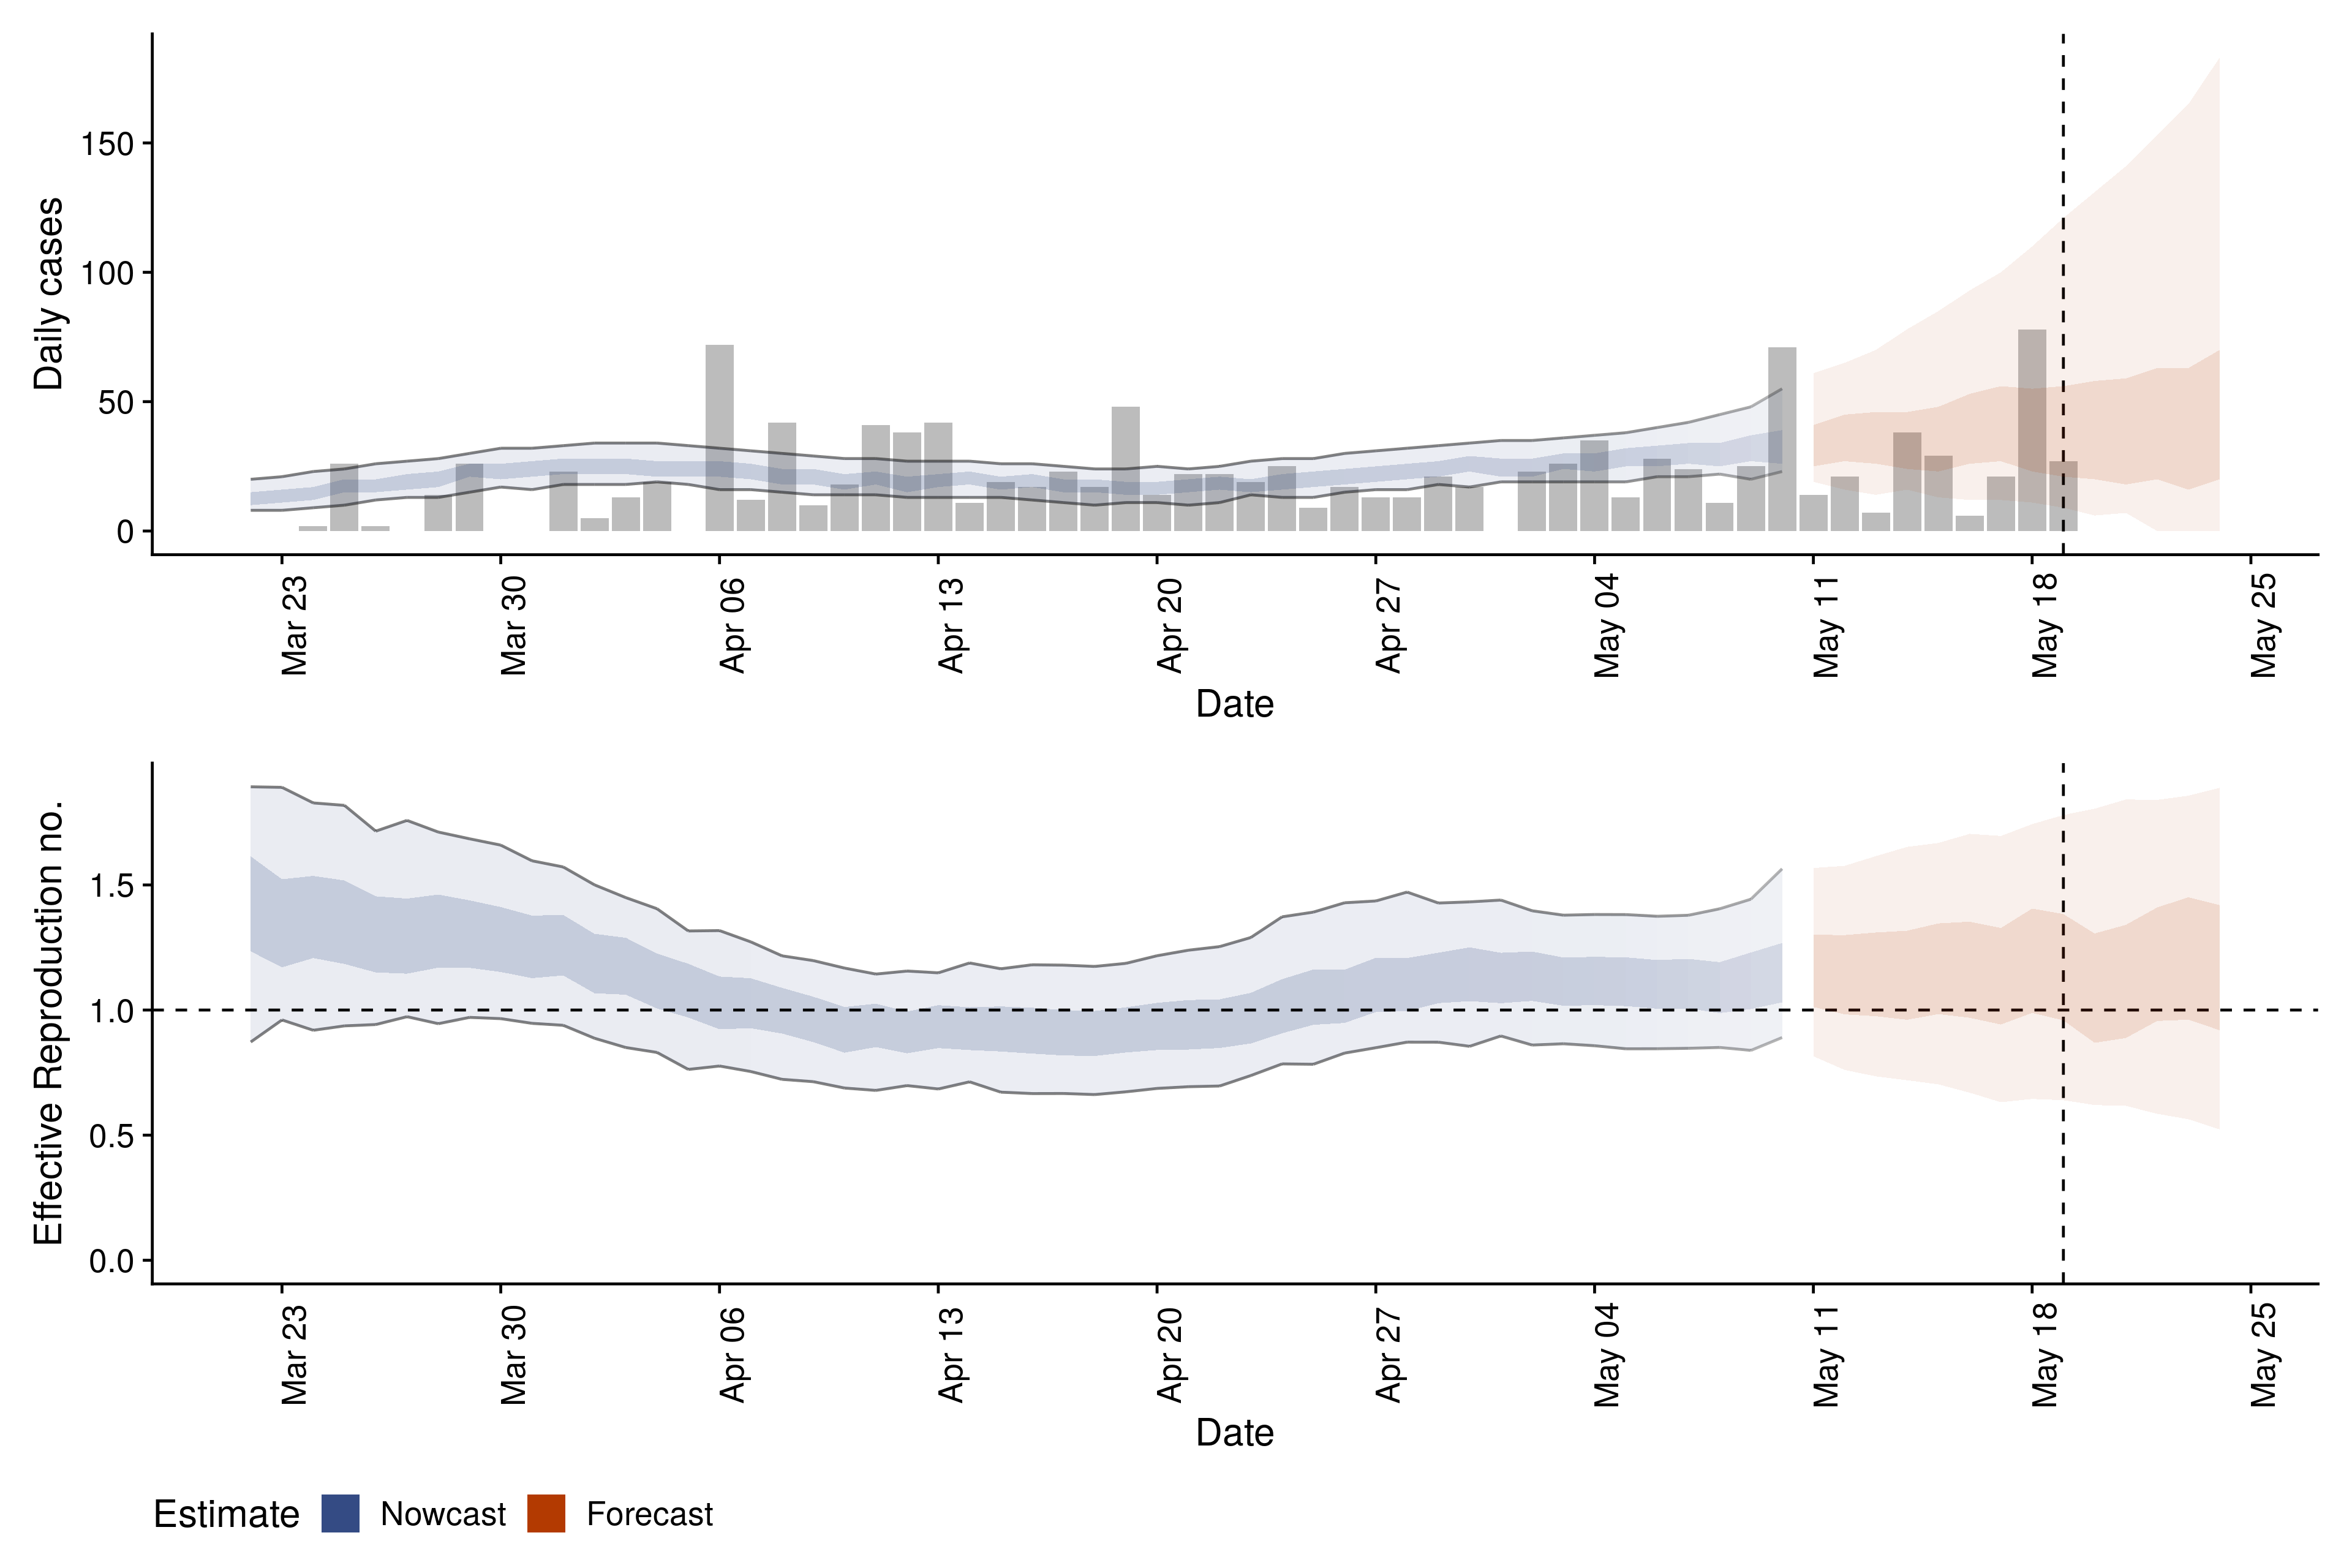 Daily cases
150
100
50
0
Mar 23
Mar 30
Apr 06
Apr 13
Apr 20
Apr 27
May 04
May 11
May 18
May 25
Date
Effective Reproduction no.
1.5
1.0
0.5
0.0
Mar 23
Mar 30
Apr 06
Apr 13
Apr 20
Apr 27
May 04
May 11
May 18
May 25
Date
Estimate Nowcast Forecast